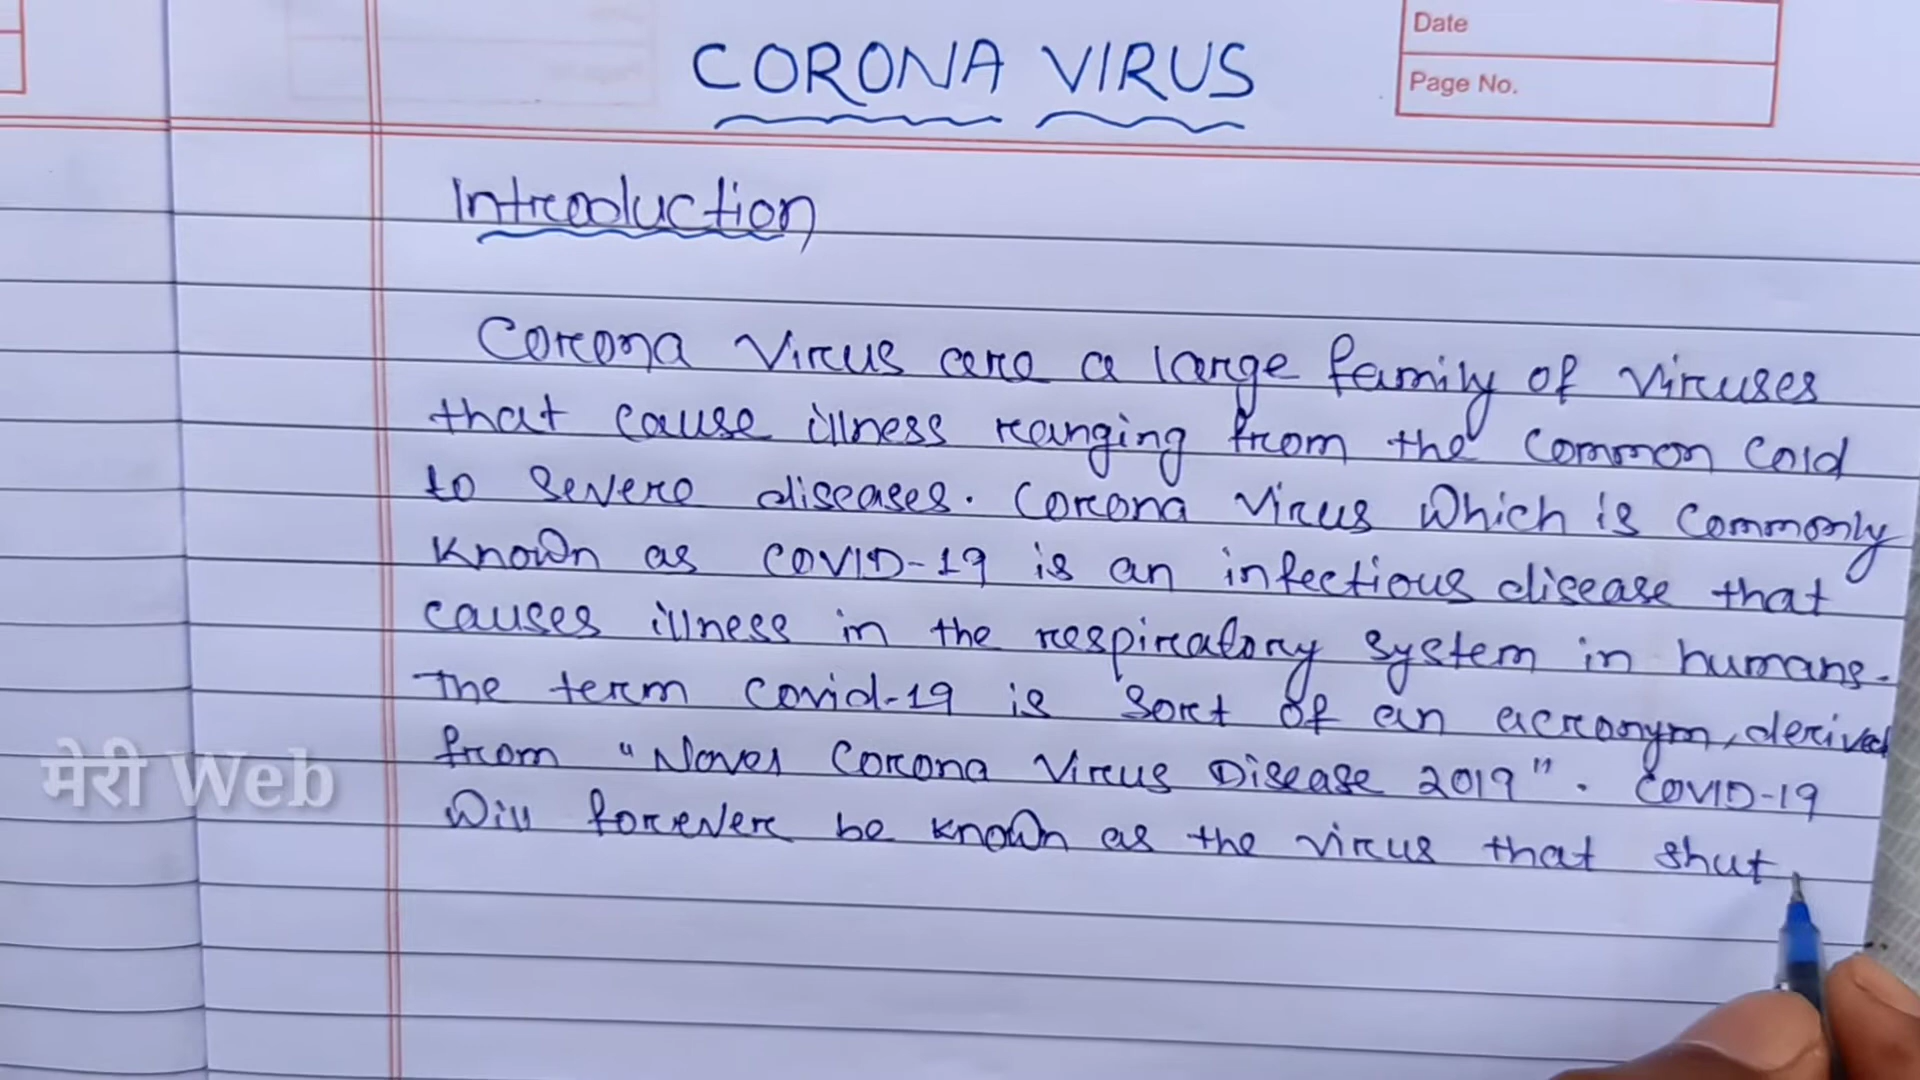 Date
Page No.
CORONA VIRUS
Introduction
Corona Virus are a large family of viruses
that cause illness ranging from the common cold
to severe diseases. Corona virus which is commonly
known as COVID-19 is an infectious disease that
causes illness in the respiratory system in humans.
The term Covid-19 is sort of an acronym, derived
from "Novel Corona Virus Disease 2019". COVID-19
will forever be known as the virus that shut
मेरी Web